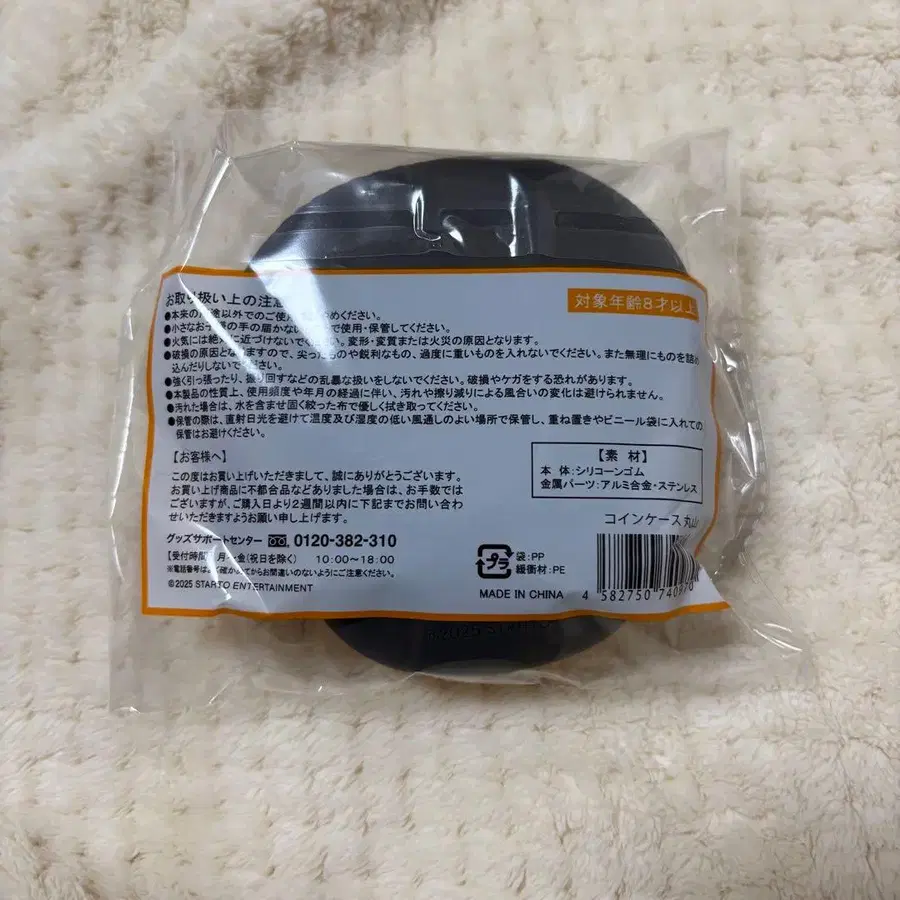 お取り扱い上の注意
対象年齢8才以上
●本来の用途以外でのご使用 めください。
●小さなお子様の手の届かない で使用・保管してください。
●火気には絶対に近づけないでください。変形・変質または火災の原因となります。
●破損の原因となりますので、尖ったものや鋭利なもの、過度に重いものを入れないでください。また無理にものを詰め
込んだりしないでください。
●強く引っ張ったり、振り回すなどの乱暴な扱いをしないでください。破損やケガをする恐れがあります。
●本製品の性質上、使用頻度や年月の経過に伴い、汚れや擦り減りによる風合いの変化は避けられません。
●汚れた場合は、水を含ませ固く絞った布で優しく拭き取ってください。
●保管の際は、直射日光を避けて温度及び湿度の低い風通しのよい場所で保管し、重ね置きやビニール袋に入れての
保管はお避けください。
【お客様へ】
この度はお買い上げいただきまして、誠にありがとうございます。
お買い上げ商品に不都合品などありました場合は、お手数では
ございますが、ご購入日より2週間以内に下記までお問い合わ
せいただきますようお願い申し上げます。
グッズサポートセンター 0120-382-310
【受付時間 月～金(祝日を除く) 10:00～18:00
※電話番号は ご確かめてからお間違いのないようにご注意ください。
©2025 STARTO ENTERTAINMENT
【素 材】
本 体:シリコーンゴム
金属パーツ:アルミ合金・ステンレス
コインケース 丸山
プラ
袋:PP
緩衝材:PE
MADE IN CHINA
4 582750 740970
©2025 START